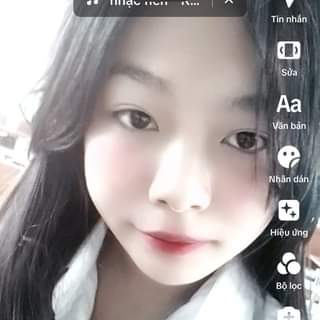 nhạc nền - K...
Tin nhắn
Sửa
Aa
Văn bản
Nhãn dán
Hiệu ứng
Bộ lọc